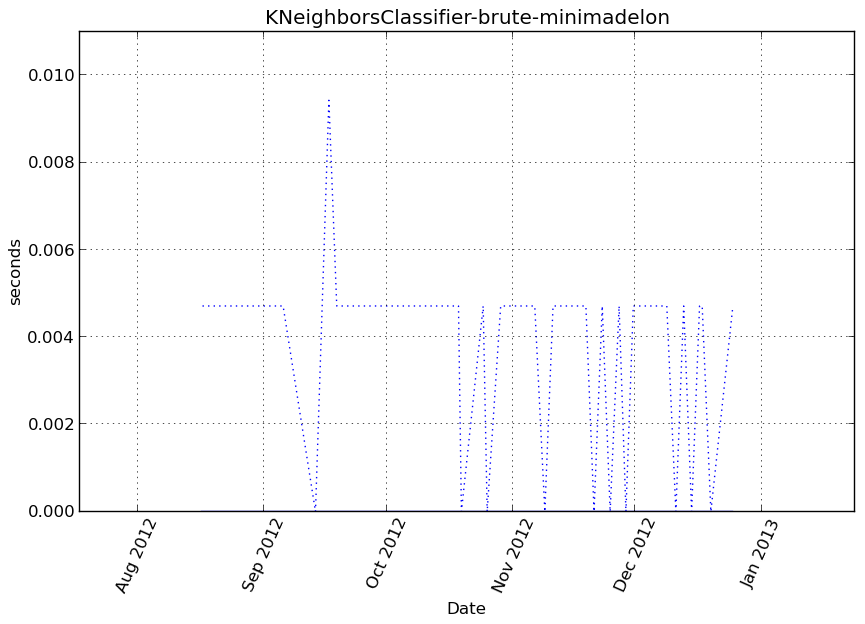 KNeighborsClassifier-brute-minimadelon
0.010
0.008
0.006
0.004
0.002
0.000
seconds
Aug 2012
Sep 2012
Oct 2012
Nov 2012
Dec 2012
Jan 2013
Date